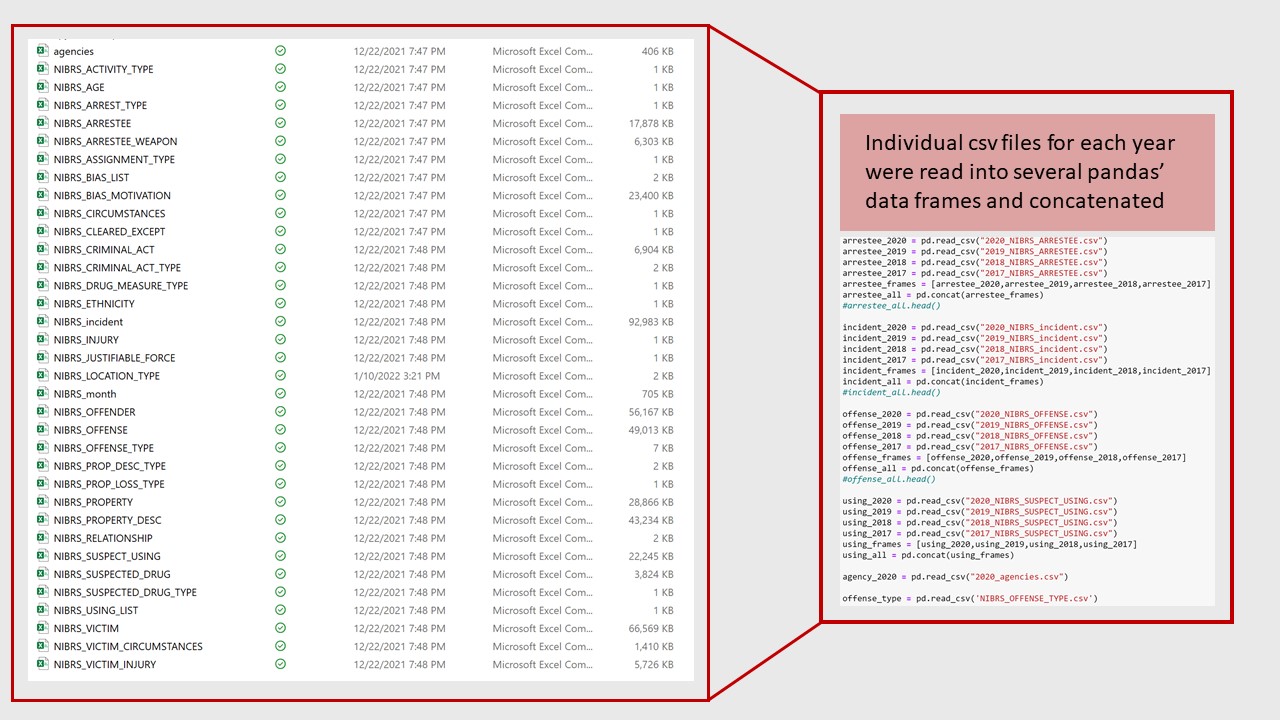 agencies 12/22/2021 7:47 PM Microsoft Excel Com... 406 KB
NIBRS_ACTIVITY_TYPE 12/22/2021 7:47 PM Microsoft Excel Com... 1 KB
NIBRS_AGE 12/22/2021 7:47 PM Microsoft Excel Com... 1 KB
NIBRS_ARREST_TYPE 12/22/2021 7:47 PM Microsoft Excel Com... 1 KB
NIBRS_ARRESTEE 12/22/2021 7:47 PM Microsoft Excel Com... 17,878 KB
NIBRS_ARRESTEE_WEAPON 12/22/2021 7:47 PM Microsoft Excel Com... 6,303 KB
NIBRS_ASSIGNMENT_TYPE 12/22/2021 7:47 PM Microsoft Excel Com... 1 KB
NIBRS_BIAS_LIST 12/22/2021 7:47 PM Microsoft Excel Com... 2 KB
NIBRS_BIAS_MOTIVATION 12/22/2021 7:47 PM Microsoft Excel Com... 23,400 KB
NIBRS_CIRCUMSTANCES 12/22/2021 7:47 PM Microsoft Excel Com... 1 KB
NIBRS_CLEARED_EXCEPT 12/22/2021 7:47 PM Microsoft Excel Com... 1 KB
NIBRS_CRIMINAL_ACT 12/22/2021 7:48 PM Microsoft Excel Com... 6,904 KB
NIBRS_CRIMINAL_ACT_TYPE 12/22/2021 7:48 PM Microsoft Excel Com... 2 KB
NIBRS_DRUG_MEASURE_TYPE 12/22/2021 7:48 PM Microsoft Excel Com... 1 KB
NIBRS_ETHNICITY 12/22/2021 7:48 PM Microsoft Excel Com... 1 KB
NIBRS_incident 12/22/2021 7:48 PM Microsoft Excel Com... 92,983 KB
NIBRS_INJURY 12/22/2021 7:48 PM Microsoft Excel Com... 1 KB
NIBRS_JUSTIFIABLE_FORCE 12/22/2021 7:48 PM Microsoft Excel Com... 1 KB
NIBRS_LOCATION_TYPE 1/10/2022 3:21 PM Microsoft Excel Com... 2 KB
NIBRS_month 12/22/2021 7:48 PM Microsoft Excel Com... 705 KB
NIBRS_OFFENDER 12/22/2021 7:48 PM Microsoft Excel Com... 56,167 KB
NIBRS_OFFENSE 12/22/2021 7:48 PM Microsoft Excel Com... 49,013 KB
NIBRS_OFFENSE_TYPE 12/22/2021 7:48 PM Microsoft Excel Com... 7 KB
NIBRS_PROP_DESC_TYPE 12/22/2021 7:48 PM Microsoft Excel Com... 2 KB
NIBRS_PROP_LOSS_TYPE 12/22/2021 7:48 PM Microsoft Excel Com... 1 KB
NIBRS_PROPERTY 12/22/2021 7:48 PM Microsoft Excel Com... 28,866 KB
NIBRS_PROPERTY_DESC 12/22/2021 7:48 PM Microsoft Excel Com... 43,234 KB
NIBRS_RELATIONSHIP 12/22/2021 7:48 PM Microsoft Excel Com... 2 KB
NIBRS_SUSPECT_USING 12/22/2021 7:48 PM Microsoft Excel Com... 22,245 KB
NIBRS_SUSPECTED_DRUG 12/22/2021 7:48 PM Microsoft Excel Com... 3,824 KB
NIBRS_SUSPECTED_DRUG_TYPE 12/22/2021 7:48 PM Microsoft Excel Com... 1 KB
NIBRS_USING_LIST 12/22/2021 7:48 PM Microsoft Excel Com... 1 KB
NIBRS_VICTIM 12/22/2021 7:48 PM Microsoft Excel Com... 66,569 KB
NIBRS_VICTIM_CIRCUMSTANCES 12/22/2021 7:48 PM Microsoft Excel Com... 1,410 KB
NIBRS_VICTIM_INJURY 12/22/2021 7:48 PM Microsoft Excel Com... 5,726 KB
Individual csv files for each year
were read into several pandas’
data frames and concatenated
arrestee_2020 = pd.read_csv("2020_NIBRS_ARRESTEE.csv")
arrestee_2019 = pd.read_csv("2019_NIBRS_ARRESTEE.csv")
arrestee_2018 = pd.read_csv("2018_NIBRS_ARRESTEE.csv")
arrestee_2017 = pd.read_csv("2017_NIBRS_ARRESTEE.csv")
arrestee_frames = [arrestee_2020,arrestee_2019,arrestee_2018,arrestee_2017]
arrestee_all = pd.concat(arrestee_frames)
#arrestee_all.head()
incident_2020 = pd.read_csv("2020_NIBRS_incident.csv")
incident_2019 = pd.read_csv("2019_NIBRS_incident.csv")
incident_2018 = pd.read_csv("2018_NIBRS_incident.csv")
incident_2017 = pd.read_csv("2017_NIBRS_incident.csv")
incident_frames = [incident_2020,incident_2019,incident_2018,incident_2017]
incident_all = pd.concat(incident_frames)
#incident_all.head()
offense_2020 = pd.read_csv("2020_NIBRS_OFFENSE.csv")
offense_2019 = pd.read_csv("2019_NIBRS_OFFENSE.csv")
offense_2018 = pd.read_csv("2018_NIBRS_OFFENSE.csv")
offense_2017 = pd.read_csv("2017_NIBRS_OFFENSE.csv")
offense_frames = [offense_2020,offense_2019,offense_2018,offense_2017]
offense_all = pd.concat(offense_frames)
#offense_all.head()
using_2020 = pd.read_csv("2020_NIBRS_SUSPECT_USING.csv")
using_2019 = pd.read_csv("2019_NIBRS_SUSPECT_USING.csv")
using_2018 = pd.read_csv("2018_NIBRS_SUSPECT_USING.csv")
using_2017 = pd.read_csv("2017_NIBRS_SUSPECT_USING.csv")
using_frames = [using_2020,using_2019,using_2018,using_2017]
using_all = pd.concat(using_frames)
agency_2020 = pd.read_csv("2020_agencies.csv")
offense_type = pd.read_csv('NIBRS_OFFENSE_TYPE.csv')